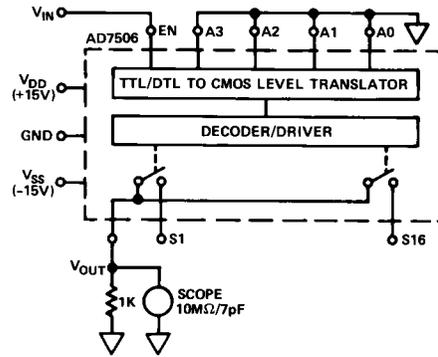 VIN
EN
A3
A2
A1
A0
AD7506
TTL/DTL TO CMOS LEVEL TRANSLATOR
VDD
(+15V)
GND
DECODER/DRIVER
VSS
(-15V)
S1
S16
VOUT
1K
SCOPE
10MΩ/7pF